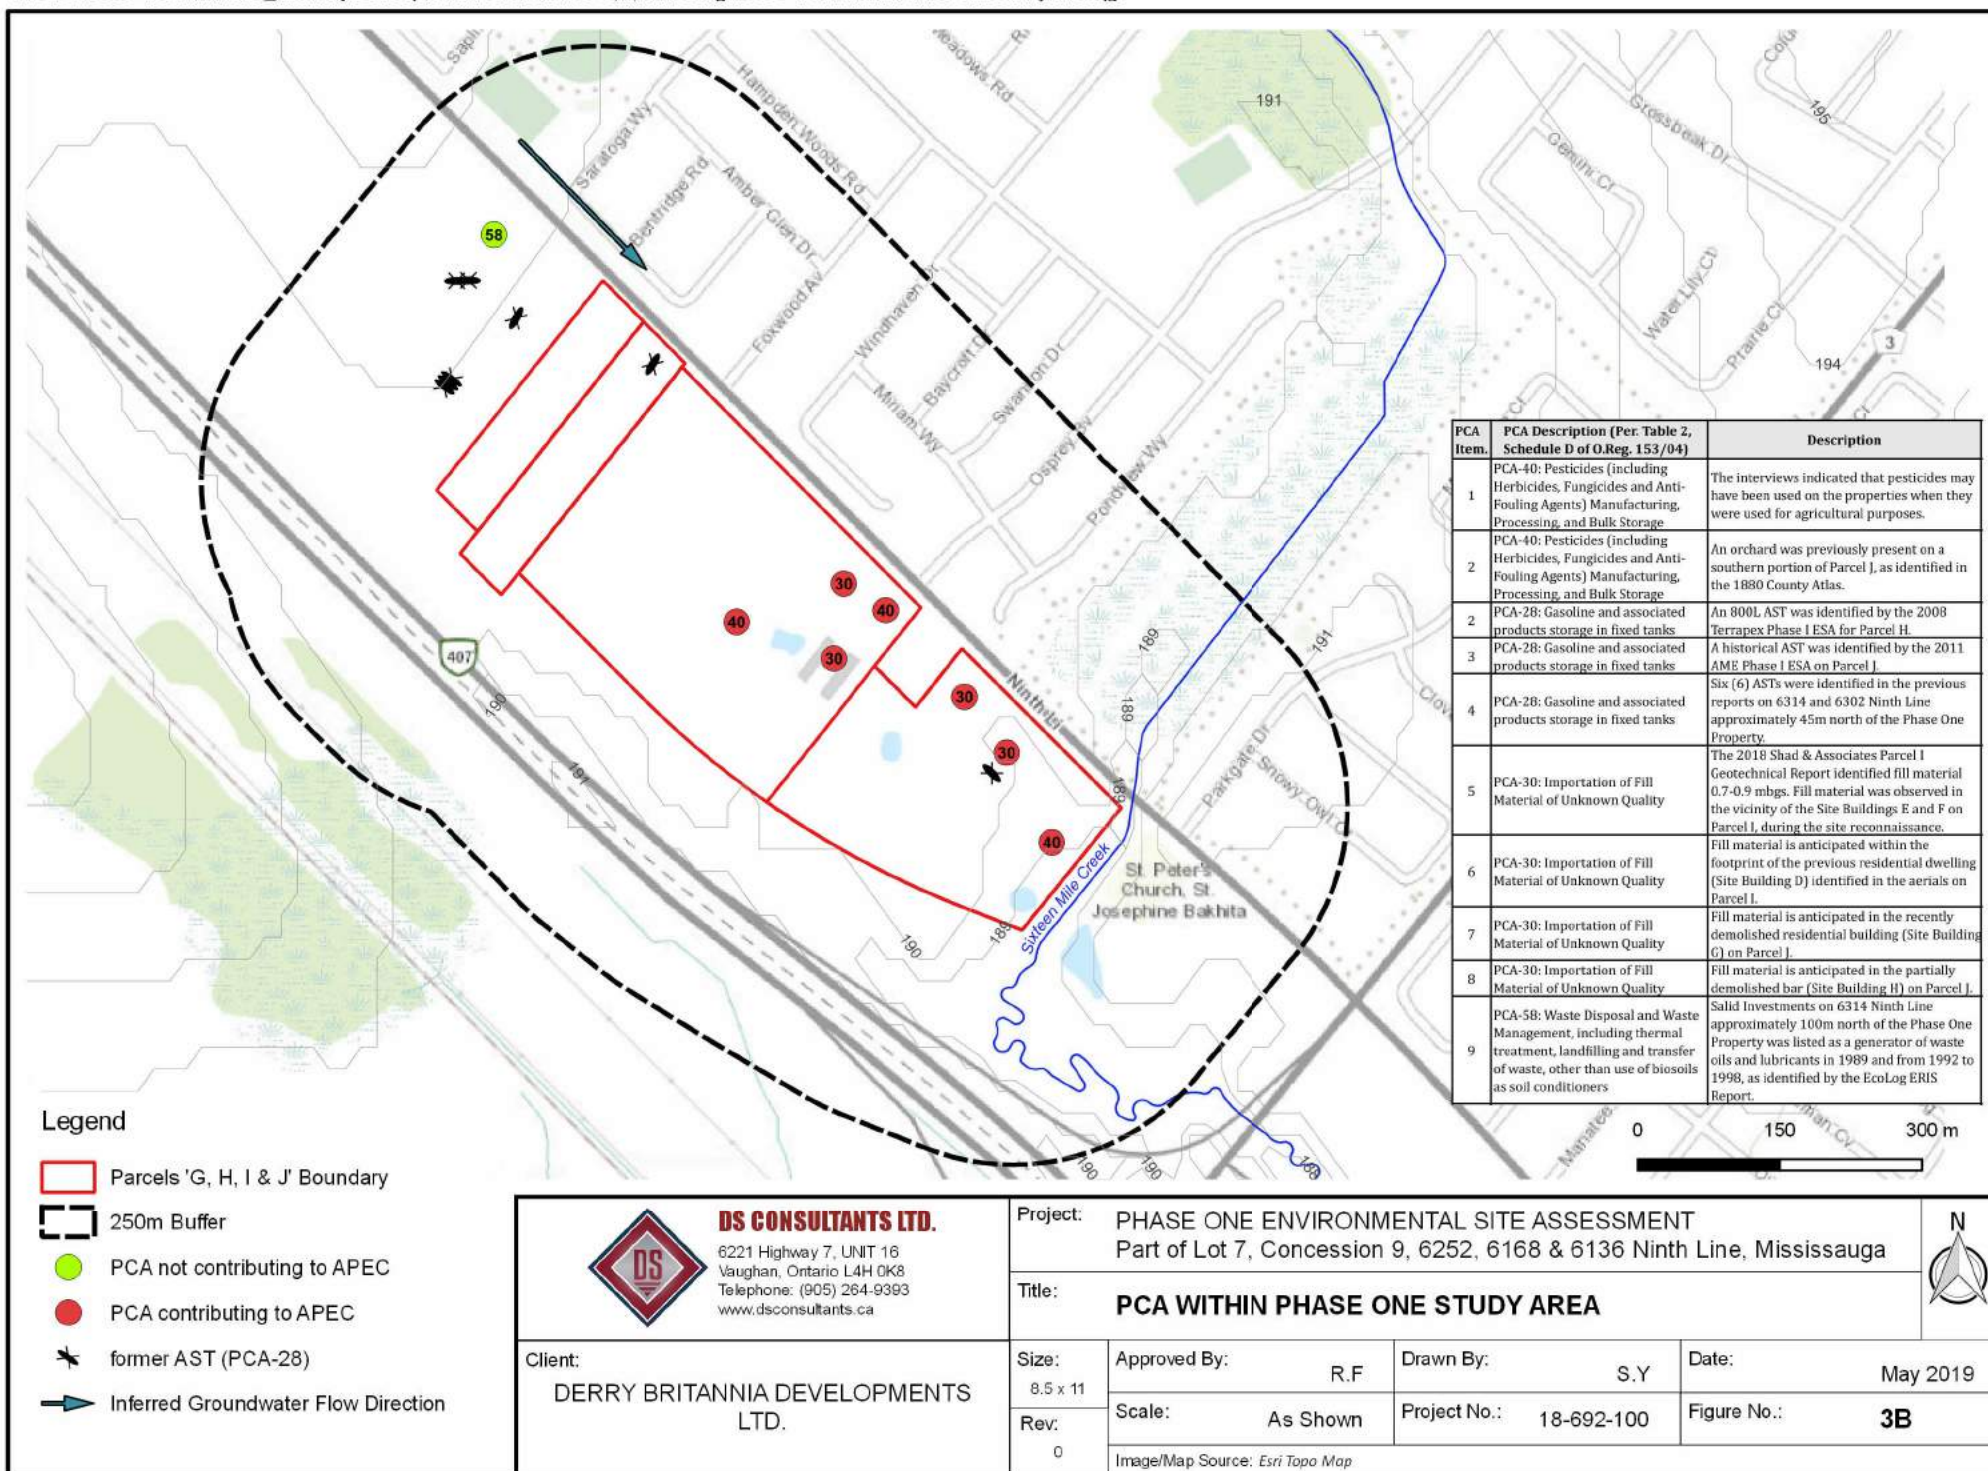 Hampden Woods Rd
Meadows Rd
Saratoga Wy
Bentridge Rd
Amber Glen Dr
Foxwood Av
Windhaven Dr
Miriam Wy
Baycroft Dr
Swanton Dr
Osprey Bv
Pondview Wy
Ninth Li
Parkgate Dr
Snowy Owl Ct
Grossbeak Dr
Gemini Ct
Water Lily Ct
Prairie Ct
191
195
194
3
58
30
40
40
30
30
30
40
407
190
191
189
189
191
189
189
190
190
190
188
Sixteen Mile Creek
St. Peter's
Church, St.
Josephine Bakhita
PCA Item.
PCA Description (Per. Table 2,
Schedule D of O.Reg. 153/04)
Description
1
PCA-40: Pesticides (including
Herbicides, Fungicides and Anti-
Fouling Agents) Manufacturing,
Processing, and Bulk Storage
The interviews indicated that pesticides may
have been used on the properties when they
were used for agricultural purposes.
2
PCA-40: Pesticides (including
Herbicides, Fungicides and Anti-
Fouling Agents) Manufacturing,
Processing, and Bulk Storage
An orchard was previously present on a
southern portion of Parcel J, as identified in
the 1880 County Atlas.
2
PCA-28: Gasoline and associated
products storage in fixed tanks
An 800L AST was identified by the 2008
Terrapex Phase I ESA for Parcel H.
3
PCA-28: Gasoline and associated
products storage in fixed tanks
A historical AST was identified by the 2011
AME Phase I ESA on Parcel J.
4
PCA-28: Gasoline and associated
products storage in fixed tanks
Six (6) ASTs were identified in the previous
reports on 6314 and 6302 Ninth Line
approximately 45m north of the Phase One
Property.
5
PCA-30: Importation of Fill
Material of Unknown Quality
The 2018 Shad & Associates Parcel I
Geotechnical Report identified fill material
0.7-0.9 mbgs. Fill material was observed in
the vicinity of the Site Buildings E and F on
Parcel I, during the site reconnaissance.
6
PCA-30: Importation of Fill
Material of Unknown Quality
Fill material is anticipated within the
footprint of the previous residential dwelling
(Site Building D) identified in the aerials on
Parcel I.
7
PCA-30: Importation of Fill
Material of Unknown Quality
Fill material is anticipated in the recently
demolished residential building (Site Building
G) on Parcel J.
8
PCA-30: Importation of Fill
Material of Unknown Quality
Fill material is anticipated in the partially
demolished bar (Site Building H) on Parcel J.
9
PCA-58: Waste Disposal and Waste
Management, including thermal
treatment, landfilling and transfer
of waste, other than use of biosoils
as soil conditioners
Salid Investments on 6314 Ninth Line
approximately 100m north of the Phase One
Property was listed as a generator of waste
oils and lubricants in 1989 and from 1992 to
1998, as identified by the EcoLog ERIS
Report.
0 150 300 m
Legend
Parcels 'G, H, I & J' Boundary
250m Buffer
PCA not contributing to APEC
PCA contributing to APEC
former AST (PCA-28)
Inferred Groundwater Flow Direction
DS
DS CONSULTANTS LTD.
6221 Highway 7, UNIT 16
Vaughan, Ontario L4H 0K8
Telephone: (905) 264-9393
www.dsconsultants.ca
Client:
DERRY BRITANNIA DEVELOPMENTS
LTD.
Project: PHASE ONE ENVIRONMENTAL SITE ASSESSMENT
Part of Lot 7, Concession 9, 6252, 6168 & 6136 Ninth Line, Mississauga
Title: PCA WITHIN PHASE ONE STUDY AREA
N
Size: 8.5 x 11
Approved By: R.F
Drawn By: S.Y
Date: May 2019
Rev: 0
Scale: As Shown
Project No.: 18-692-100
Figure No.: 3B
Image/Map Source: Esri Topo Map